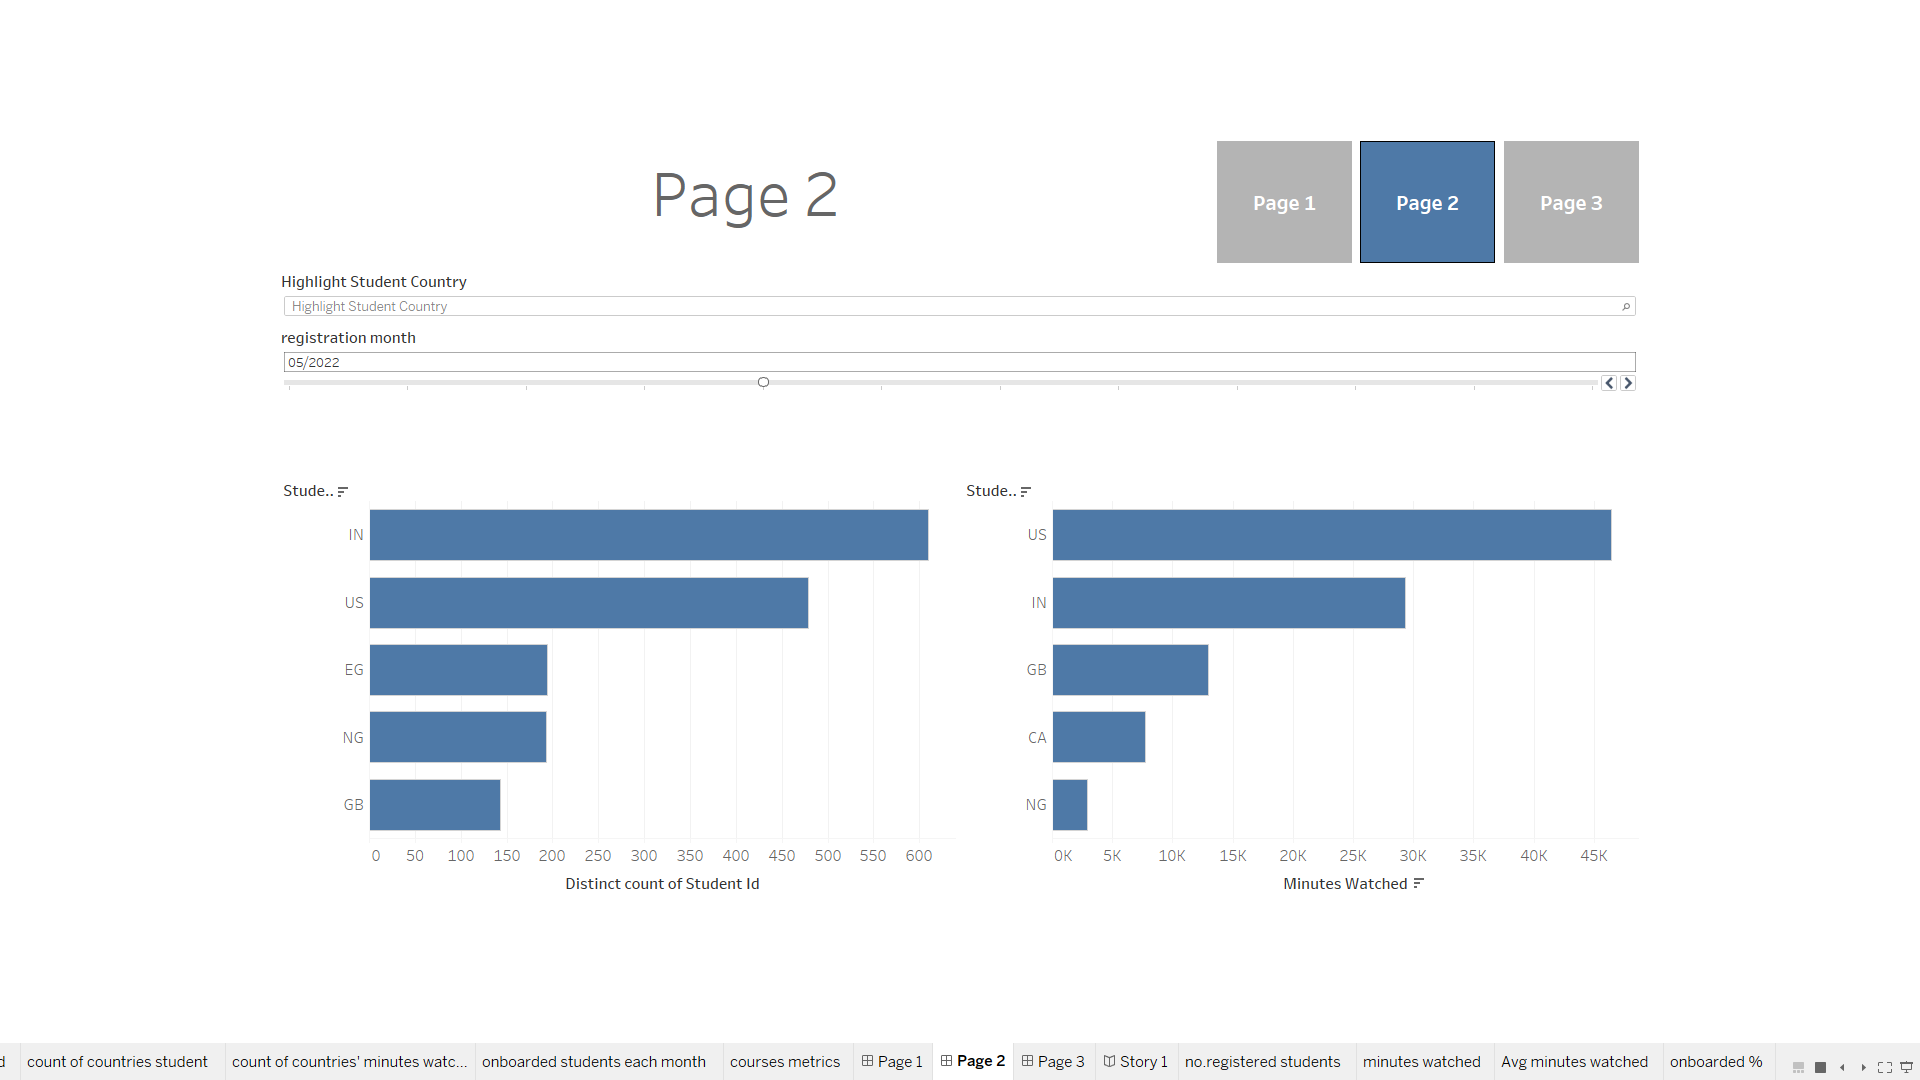 Page 2
Page 1
Page 2
Page 3
Highlight Student Country
Highlight Student Country
registration month
05/2022
Stude..
IN
US
EG
NG
GB
0 50 100 150 200 250 300 350 400 450 500 550 600
Distinct count of Student Id
Stude..
US
IN
GB
CA
NG
0K 5K 10K 15K 20K 25K 30K 35K 40K 45K
Minutes Watched
d count of countries student count of countries' minutes watc... onboarded students each month courses metrics Page 1 Page 2 Page 3 Story 1 no.registered students minutes watched Avg minutes watched onboarded %